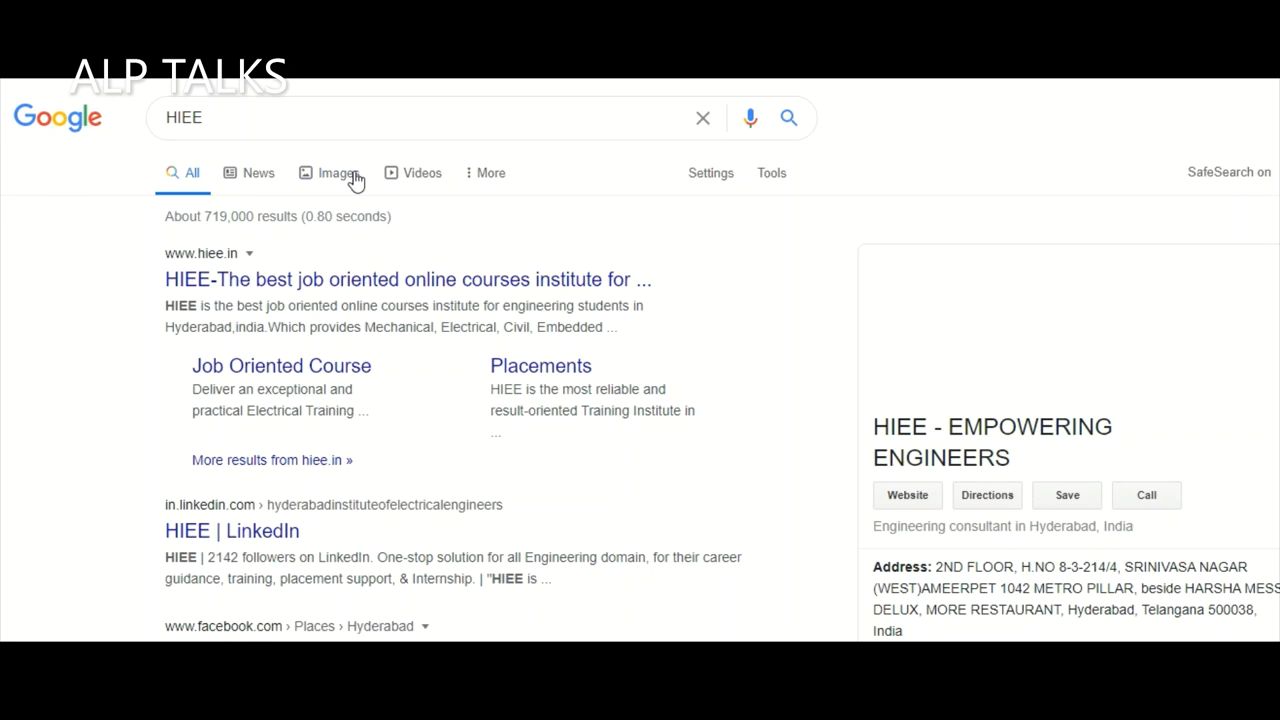 ALP TALKS
Google
HIEE
All
News
Images
Videos
More
Settings
Tools
SafeSearch on
About 719,000 results (0.80 seconds)
www.hiee.in
HIEE-The best job oriented online courses institute for ...
HIEE is the best job oriented online courses institute for engineering students in
Hyderabad,india.Which provides Mechanical, Electrical, Civil, Embedded ...
Job Oriented Course
Deliver an exceptional and
practical Electrical Training ...
Placements
HIEE is the most reliable and
result-oriented Training Institute in
...
More results from hiee.in »
in.linkedin.com › hyderabadinstituteofelectricalengineers
HIEE | LinkedIn
HIEE | 2142 followers on LinkedIn. One-stop solution for all Engineering domain, for their career
guidance, training, placement support, & Internship. | "HIEE is ...
www.facebook.com › Places › Hyderabad
HIEE - EMPOWERING
ENGINEERS
Website
Directions
Save
Call
Engineering consultant in Hyderabad, India
Address: 2ND FLOOR, H.NO 8-3-214/4, SRINIVASA NAGAR
(WEST)AMEERPET 1042 METRO PILLAR, beside HARSHA MESS
DELUX, MORE RESTAURANT, Hyderabad, Telangana 500038,
India